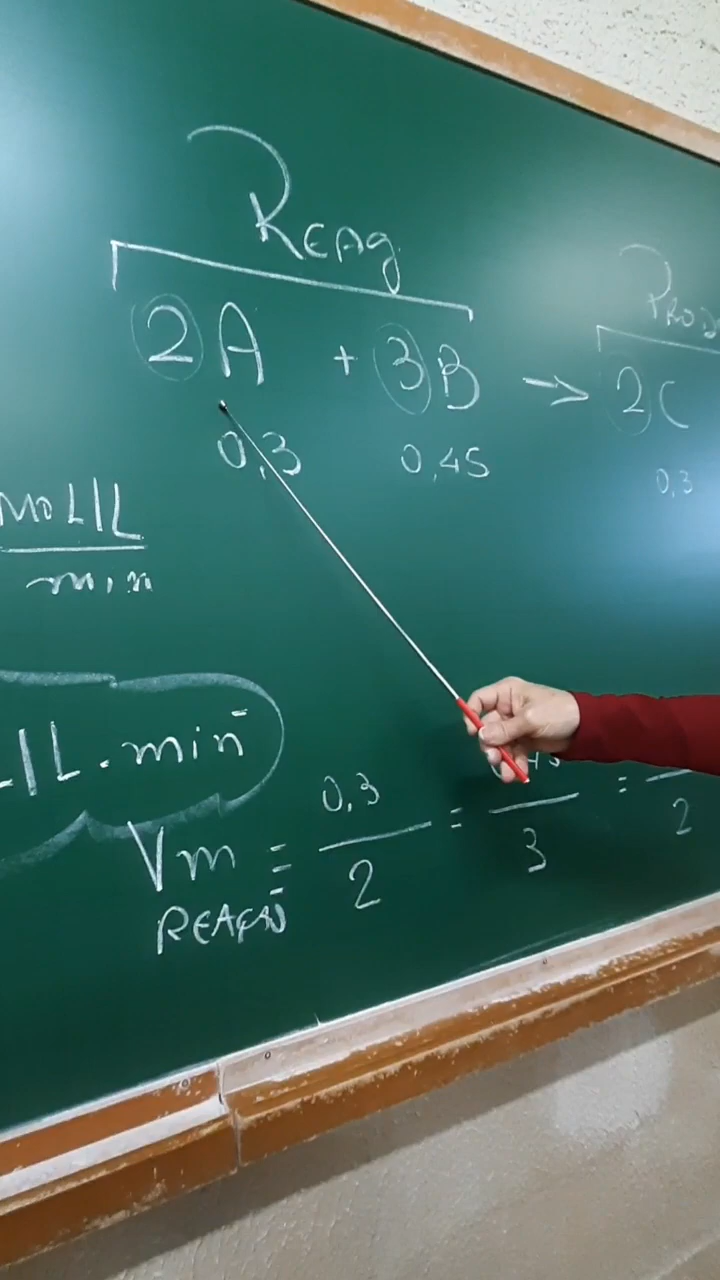 Reag.
Prod
2A + 3B → 2C
0,3 0,45 0,3
mol/L
min
L/L . min⁻
Vm = 0,3 = = 
2 3 2
REAÇÃO